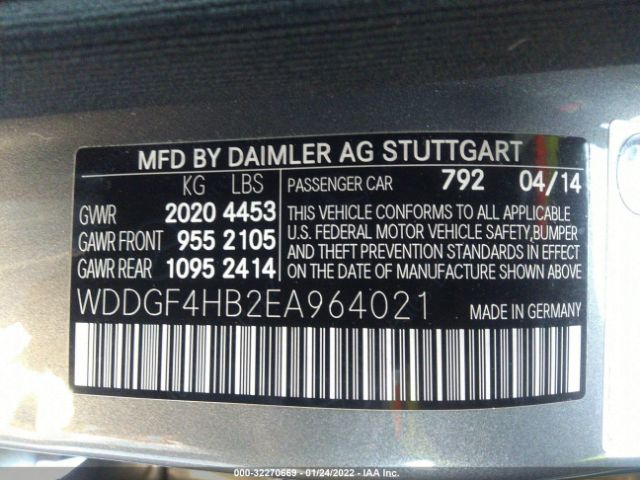 MFD BY DAIMLER AG STUTTGART
KG LBS
GVWR 2020 4453
GAWR FRONT 955 2105
GAWR REAR 1095 2414
PASSENGER CAR 792 04/14
THIS VEHICLE CONFORMS TO ALL APPLICABLE
U.S. FEDERAL MOTOR VEHICLE SAFETY,BUMPER
AND THEFT PREVENTION STANDARDS IN EFFECT
ON THE DATE OF MANUFACTURE SHOWN ABOVE
WDDGF4HB2EA964021 MADE IN GERMANY
000-32270669 - 01/24/2022 - IAA Inc.